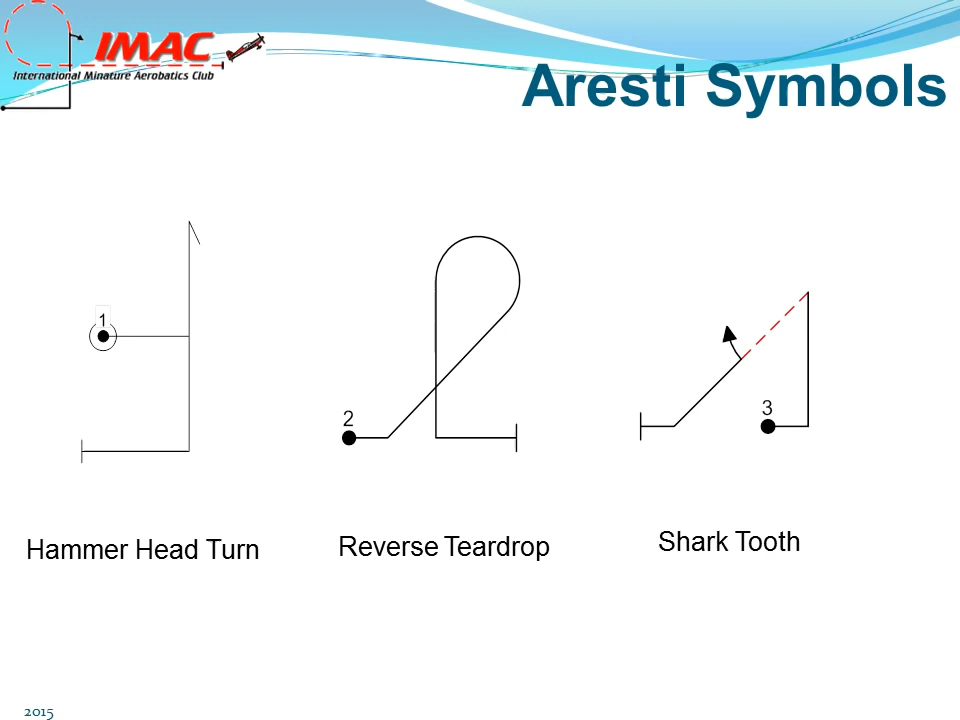 IMAC
International Minature Aerobatics Club
Aresti Symbols
1
2
3
Hammer Head Turn
Reverse Teardrop
Shark Tooth
2015